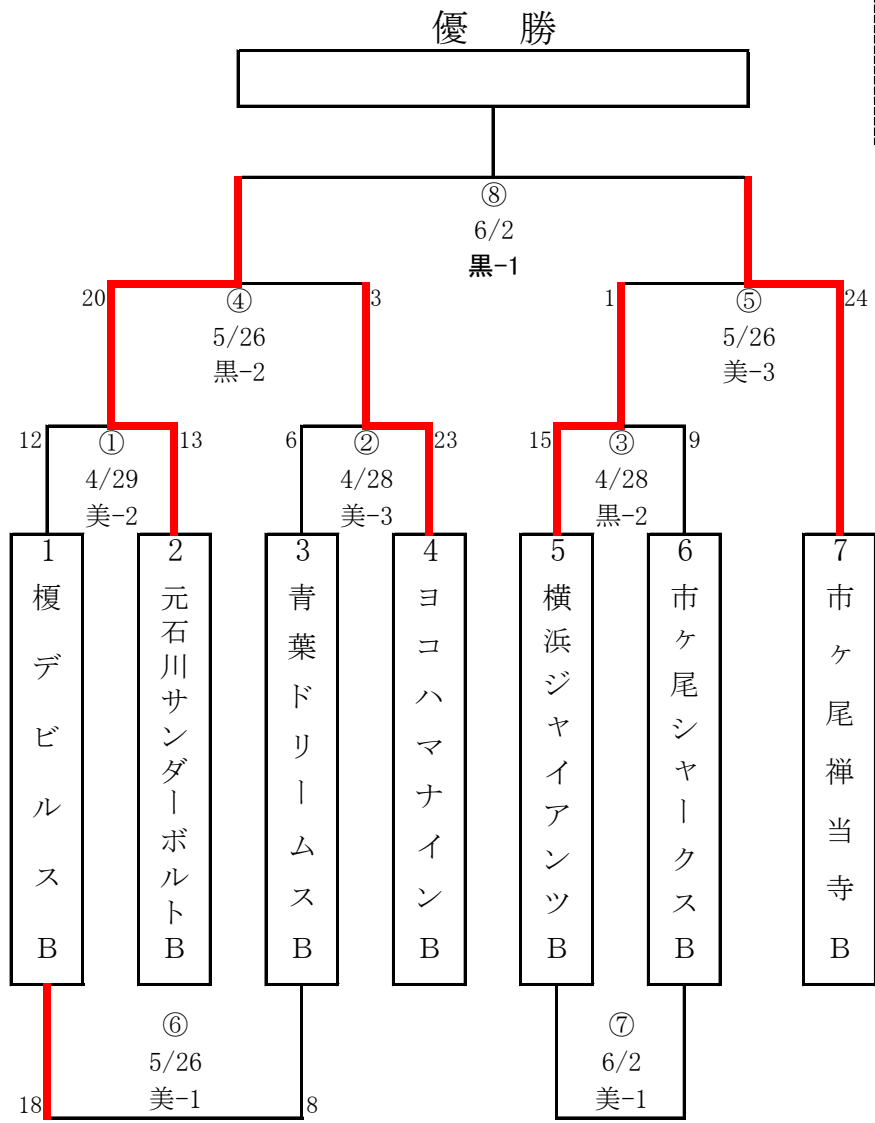 優 勝
⑧
6/2
黒-1
20
④
3
1
⑤
24
5/26
5/26
黒-2
美-3
12
①
13
6
②
23
15
③
9
4/29
4/28
4/28
美-2
美-3
黒-2
1
榎デビルスB
2
元石川サンダーボルトB
3
青葉ドリームスB
4
ヨコハマナインB
5
横浜ジャイアンツB
6
市ケ尾シャークスB
7
市ケ尾禅当寺B
⑥
5/26
美-1
18
8
⑦
6/2
美-1